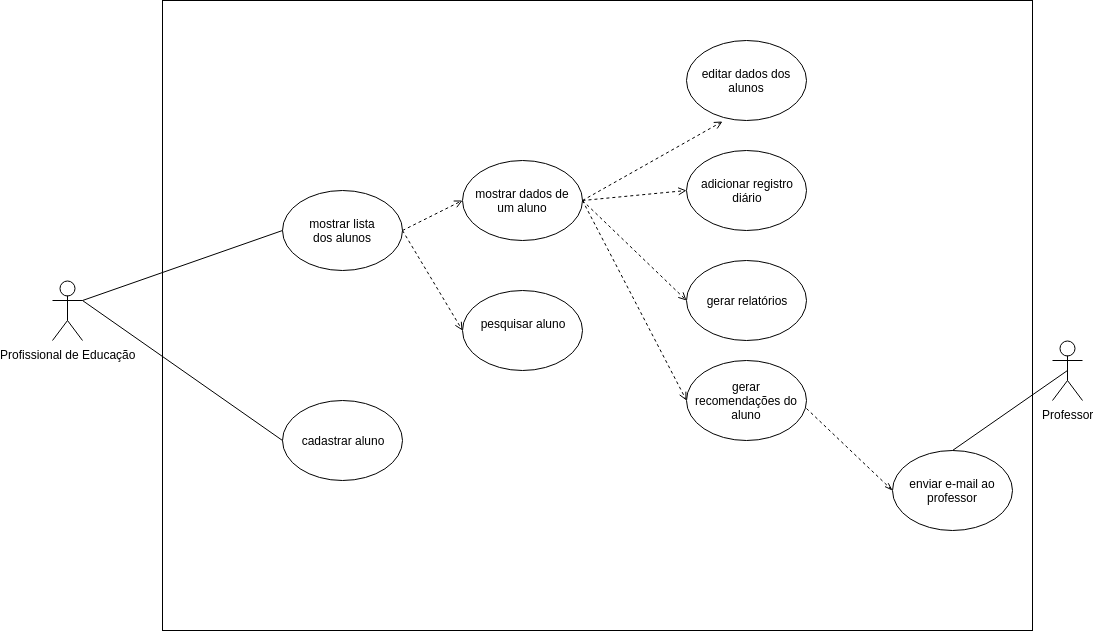 editar dados dos
alunos
adicionar registro
diário
mostrar dados de
um aluno
mostrar lista
dos alunos
gerar relatórios
pesquisar aluno
Profissional de Educação
gerar
recomendações do
aluno
Professor
cadastrar aluno
enviar e-mail ao
professor